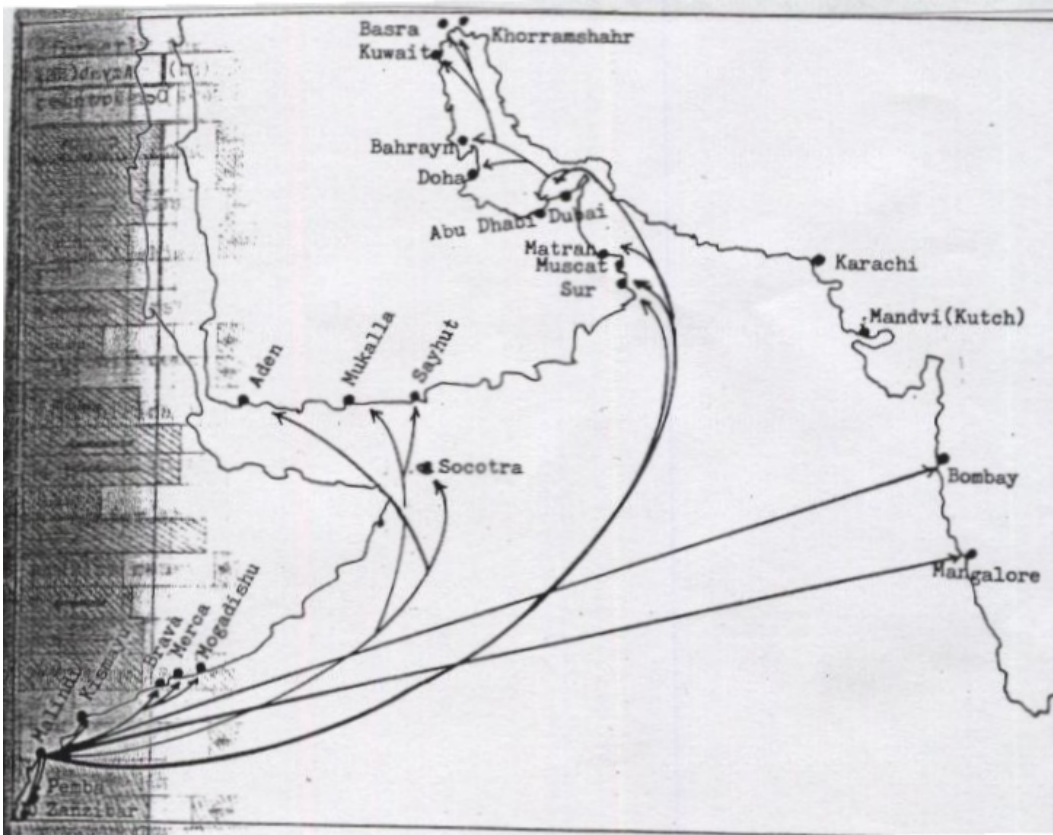 Basra
Khorramshahr
Kuwait
Bahrayn
Doha
Abu Dhabi
Dubai
Matrah
Muscat
Sur
Karachi
Mandvi(Kutch)
Aden
Mukalla
Sayhut
Socotra
Bombay
Mangalore
Mogadishu
Merca
Brava
Kismayu
Malindi
Pemba
Zanzibar